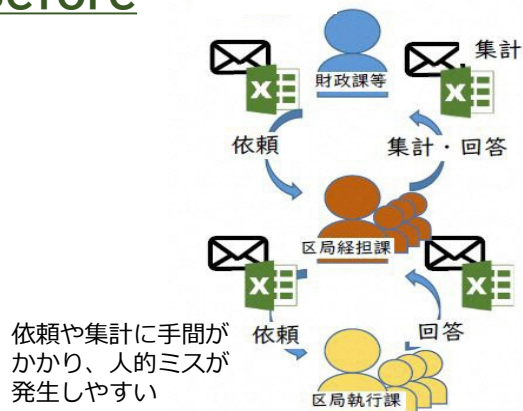 Before
集計
財政課等
依頼
集計・回答
区局経担課
依頼
回答
依頼や集計に手間が
かかり、人的ミスが
発生しやすい
区局執行課